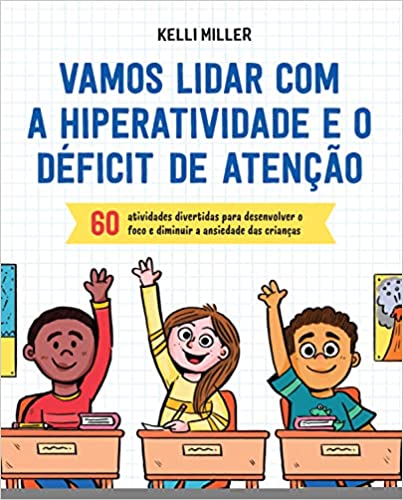 KELLI MILLER
VAMOS LIDAR COM
A HIPERATIVIDADE E O
DÉFICIT DE ATENÇÃO
60 atividades divertidas para desenvolver o
foco e diminuir a ansiedade das crianças